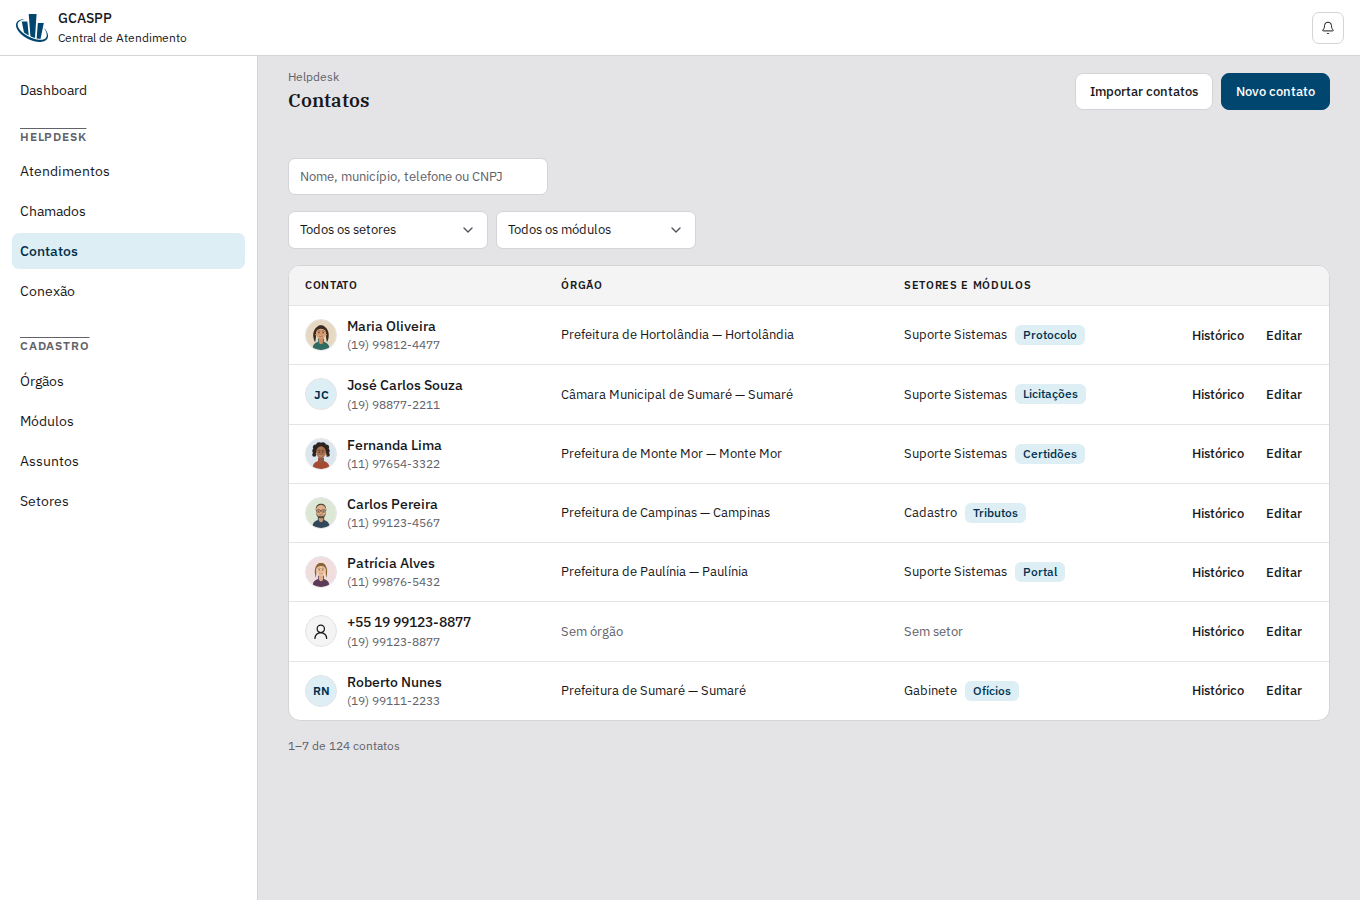 GCASPP
Central de Atendimento
Dashboard
HELPDESK
Atendimentos
Chamados
Contatos
Conexão
CADASTRO
Órgãos
Módulos
Assuntos
Setores
Helpdesk
Contatos
Importar contatos
Novo contato
Nome, município, telefone ou CNPJ
Todos os setores
Todos os módulos
CONTATO ÓRGÃO SETORES E MÓDULOS
Maria Oliveira
(19) 99812-4477
Prefeitura de Hortolândia — Hortolândia
Suporte Sistemas Protocolo
Histórico Editar
JC
José Carlos Souza
(19) 98877-2211
Câmara Municipal de Sumaré — Sumaré
Suporte Sistemas Licitações
Histórico Editar
Fernanda Lima
(11) 97654-3322
Prefeitura de Monte Mor — Monte Mor
Suporte Sistemas Certidões
Histórico Editar
Carlos Pereira
(11) 99123-4567
Prefeitura de Campinas — Campinas
Cadastro Tributos
Histórico Editar
Patrícia Alves
(11) 99876-5432
Prefeitura de Paulínia — Paulínia
Suporte Sistemas Portal
Histórico Editar
+55 19 99123-8877
(19) 99123-8877
Sem órgão
Sem setor
Histórico Editar
RN
Roberto Nunes
(19) 99111-2233
Prefeitura de Sumaré — Sumaré
Gabinete Ofícios
Histórico Editar
1–7 de 124 contatos